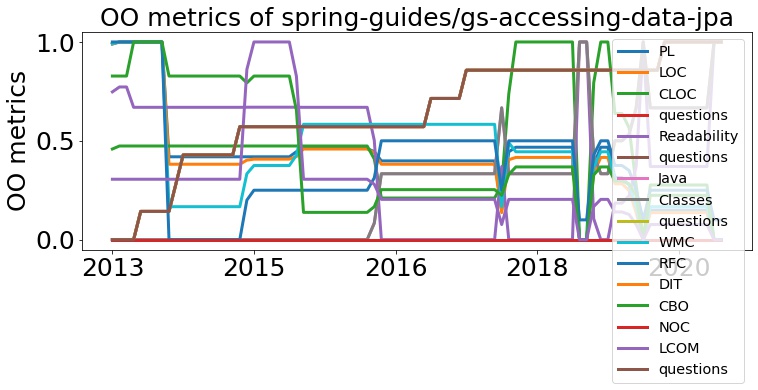 OO metrics of spring-guides/gs-accessing-data-jpa
OO metrics
1.0
0.5
0.0
2013
2015
2016
2018
2020
PL
LOC
CLOC
questions
Readability
questions
Java
Classes
questions
WMC
RFC
DIT
CBO
NOC
LCOM
questions